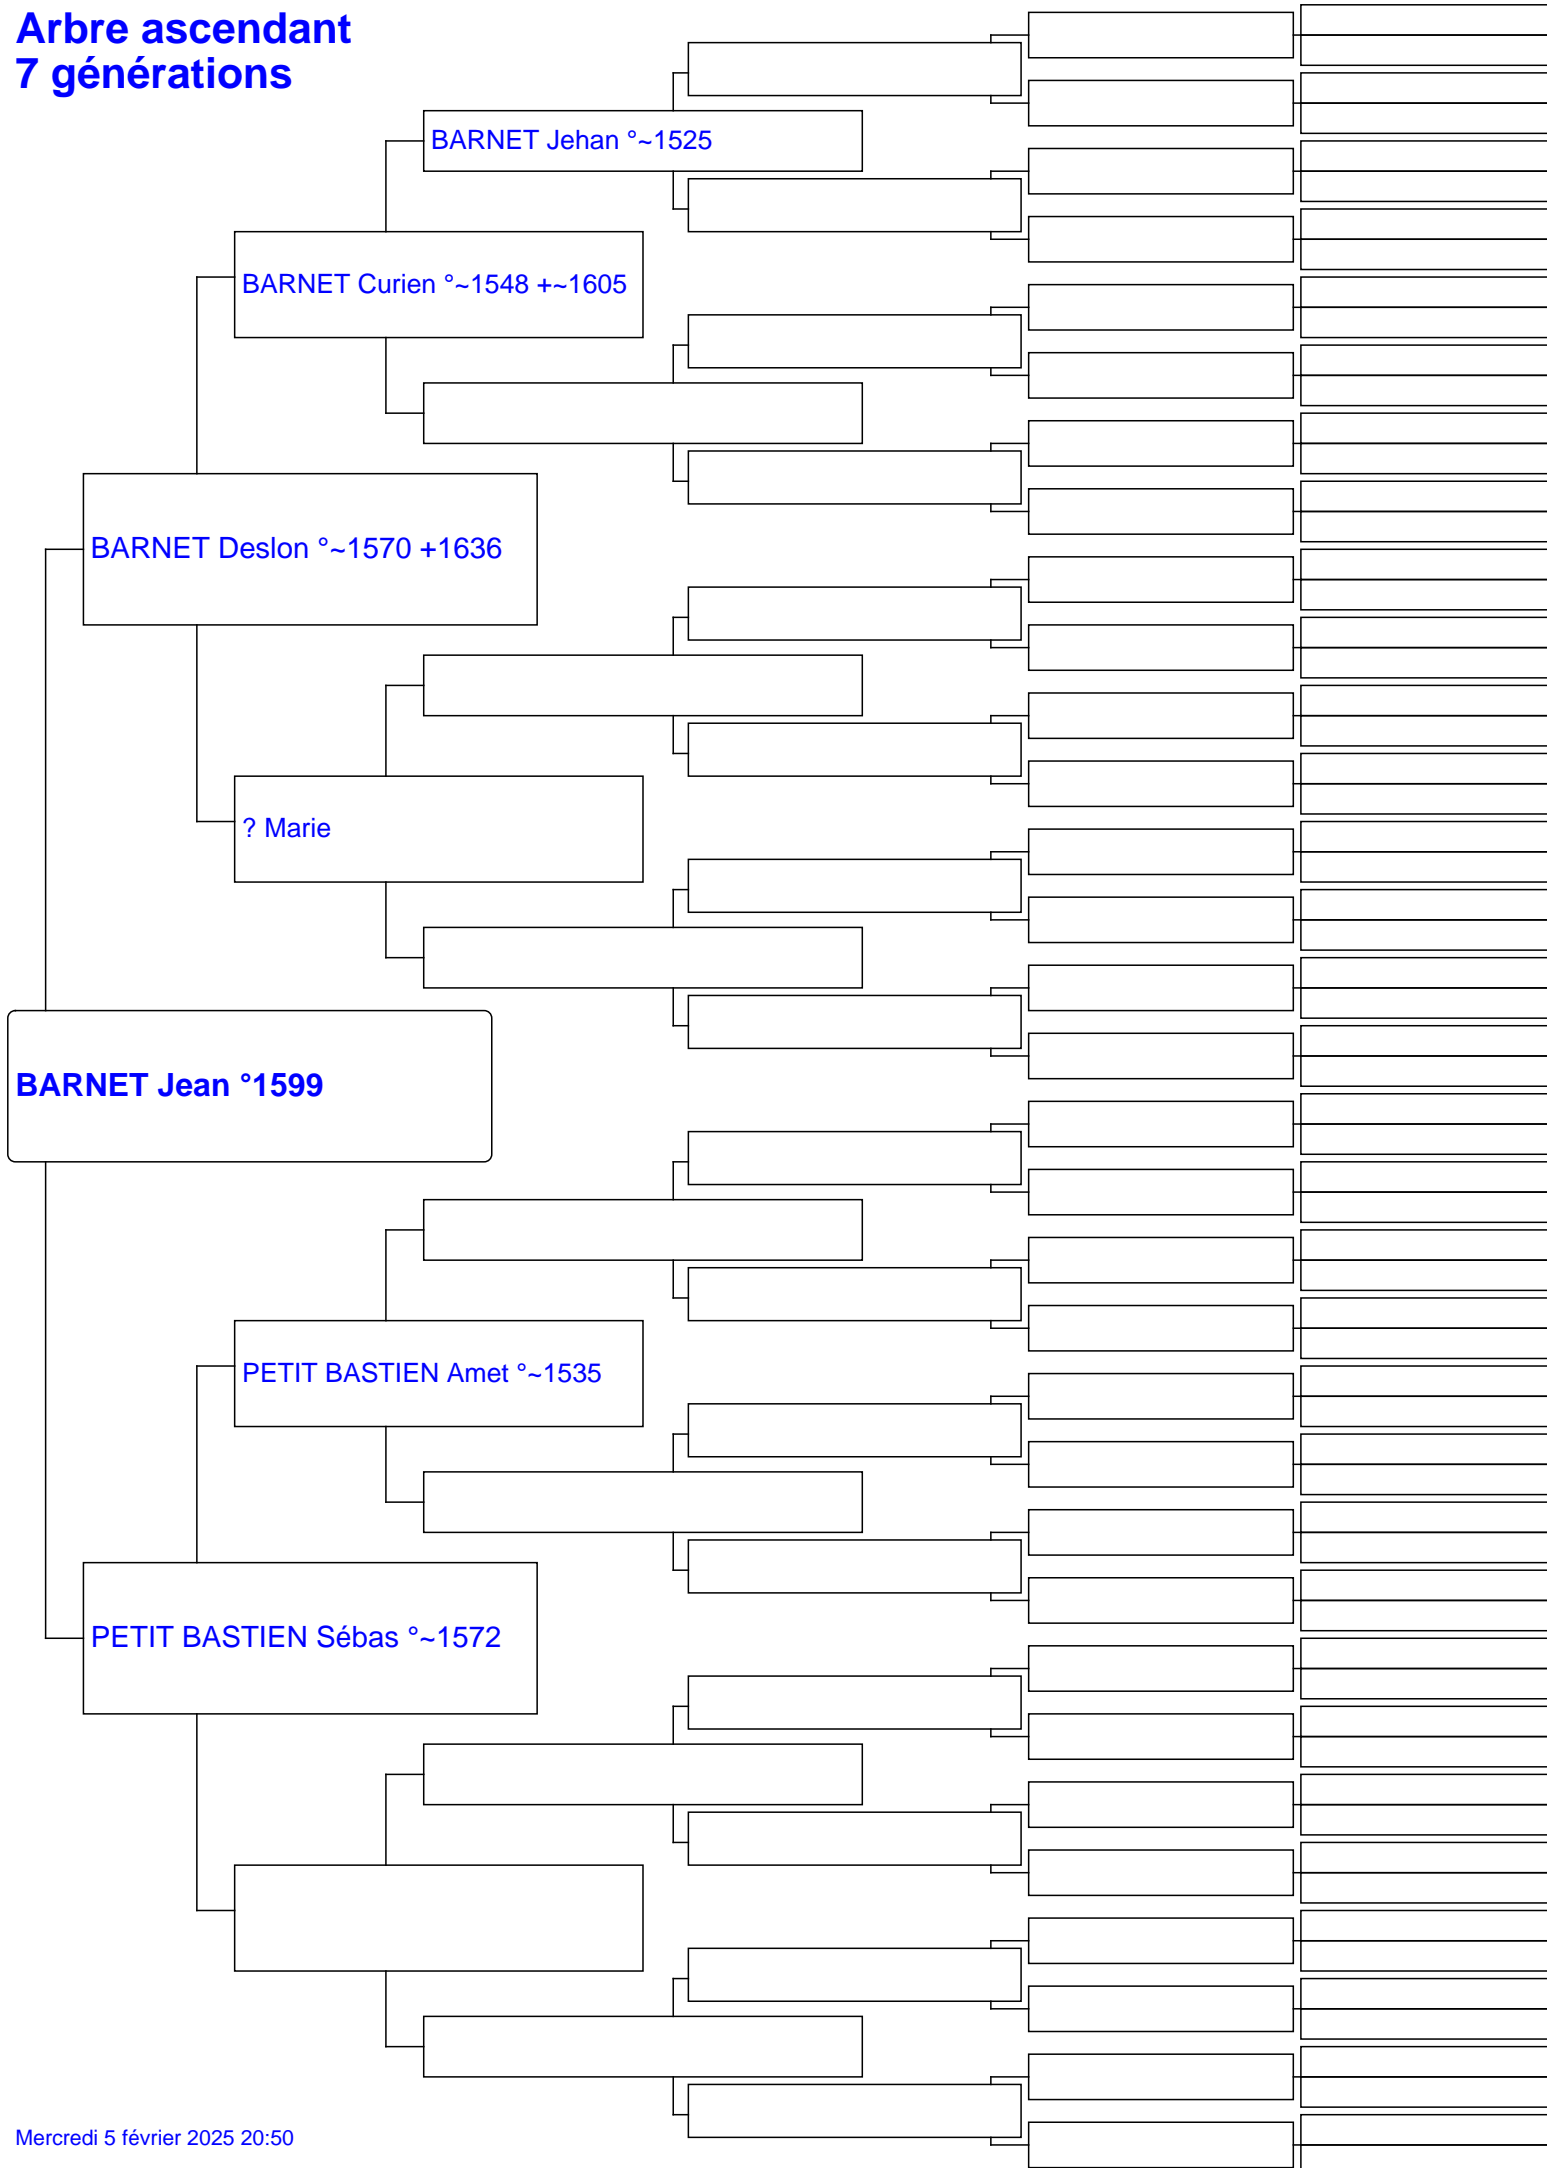 Arbre ascendant
7 générations
BARNET Jehan °~1525
BARNET Curien °~1548 +~1605
BARNET Deslon °~1570 +1636
? Marie
BARNET Jean °1599
PETIT BASTIEN Amet °~1535
PETIT BASTIEN Sébas °~1572
Mercredi 5 février 2025 20:50